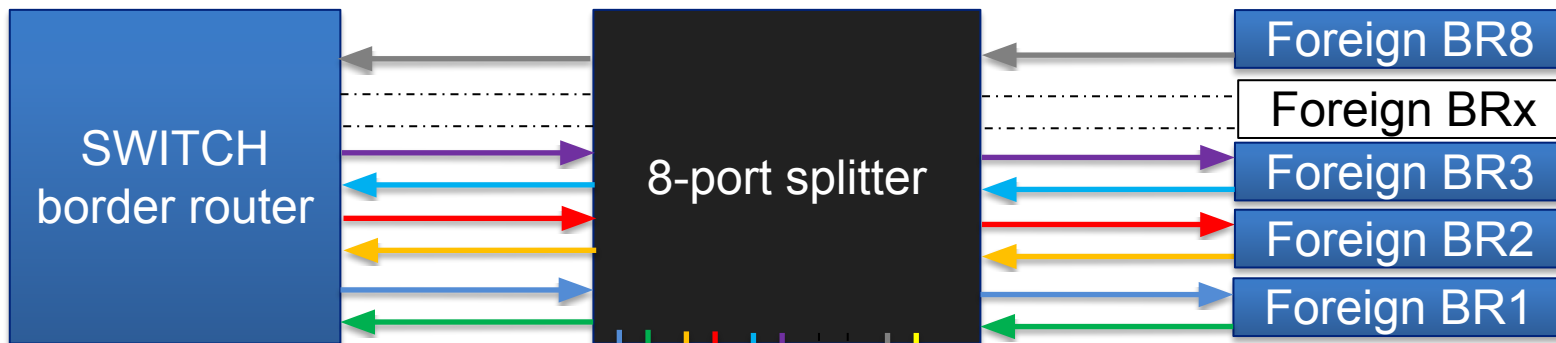 SWITCH
border router
8-port splitter
Foreign BR8
Foreign BRx
Foreign BR3
Foreign BR2
Foreign BR1